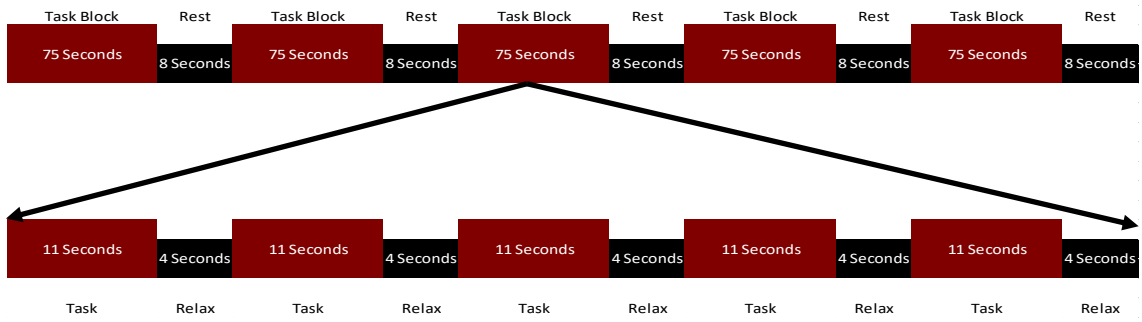 Task Block Rest Task Block Rest Task Block Rest Task Block Rest Task Block Rest
75 Seconds 8 Seconds 75 Seconds 8 Seconds 75 Seconds 8 Seconds 75 Seconds 8 Seconds 75 Seconds 8 Seconds
11 Seconds 4 Seconds 11 Seconds 4 Seconds 11 Seconds 4 Seconds 11 Seconds 4 Seconds 11 Seconds 4 Seconds
Task Relax Task Relax Task Relax Task Relax Task Relax